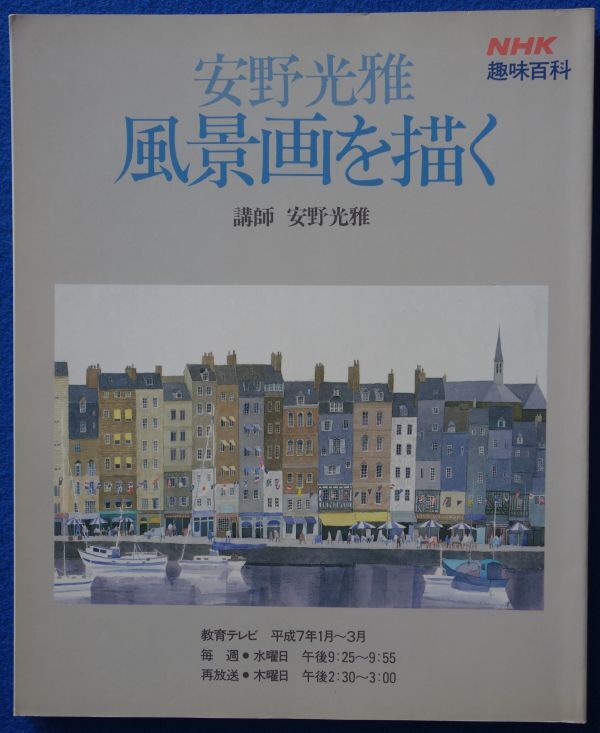 NHK
趣味百科
安野光雅
風景画を描く
講師 安野光雅
教育テレビ 平成7年1月～3月
毎 週●水曜日 午後9:25～9:55
再放送●木曜日 午後2:30～3:00